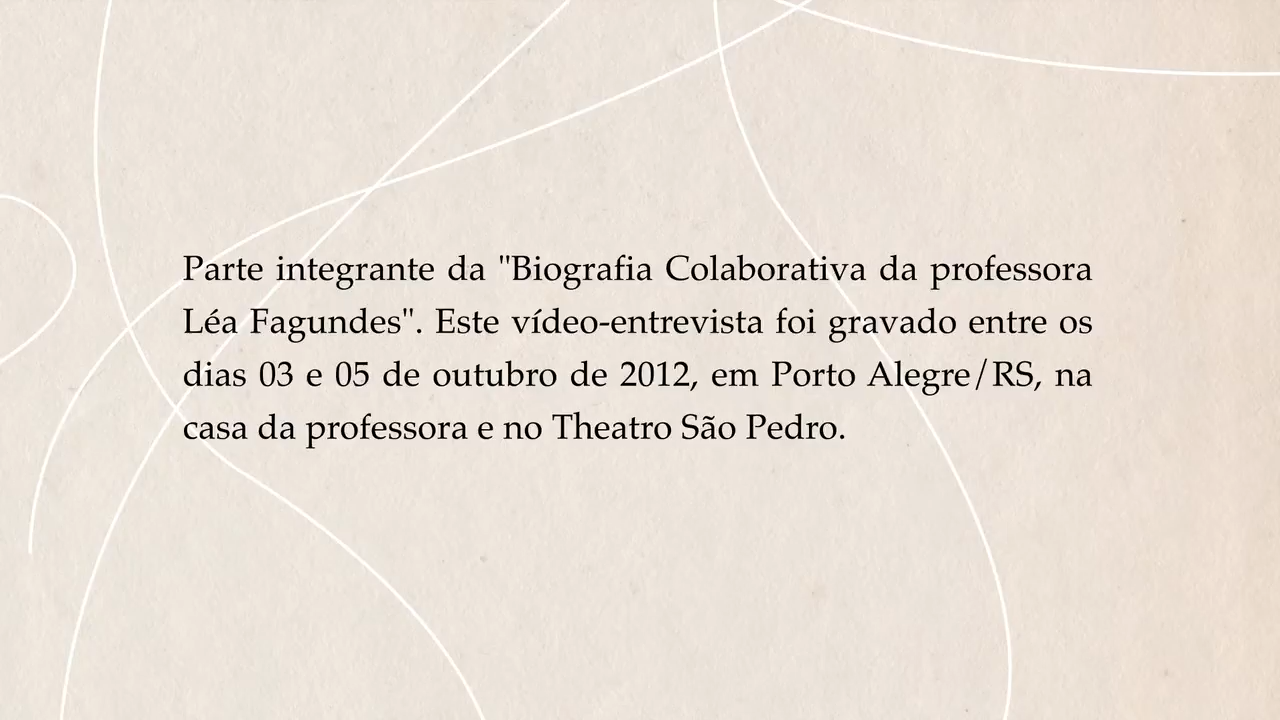 Parte integrante da "Biografia Colaborativa da professora
Léa Fagundes". Este vídeo-entrevista foi gravado entre os
dias 03 e 05 de outubro de 2012, em Porto Alegre/RS, na
casa da professora e no Theatro São Pedro.